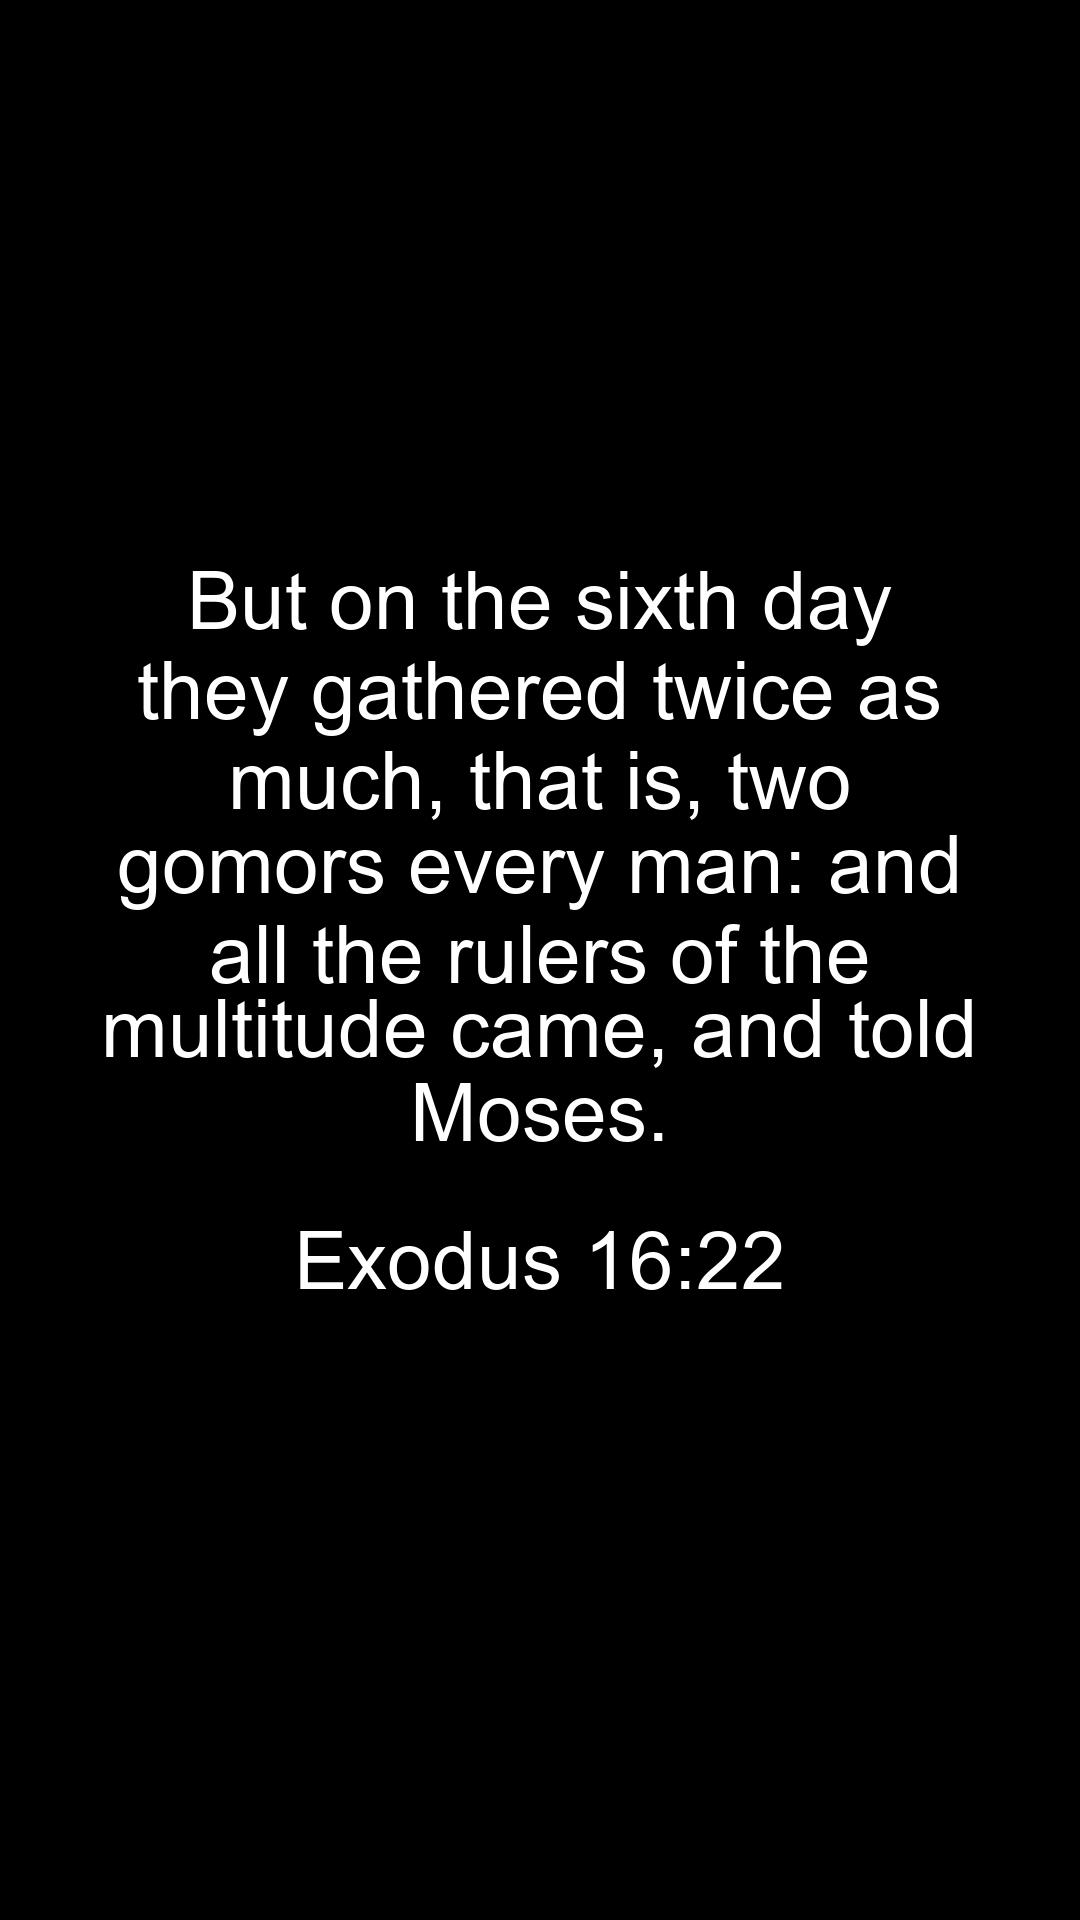 But on the sixth day
they gathered twice as
much, that is, two
gomors every man: and
all the rulers of the
multitude came, and told
Moses.
Exodus 16:22